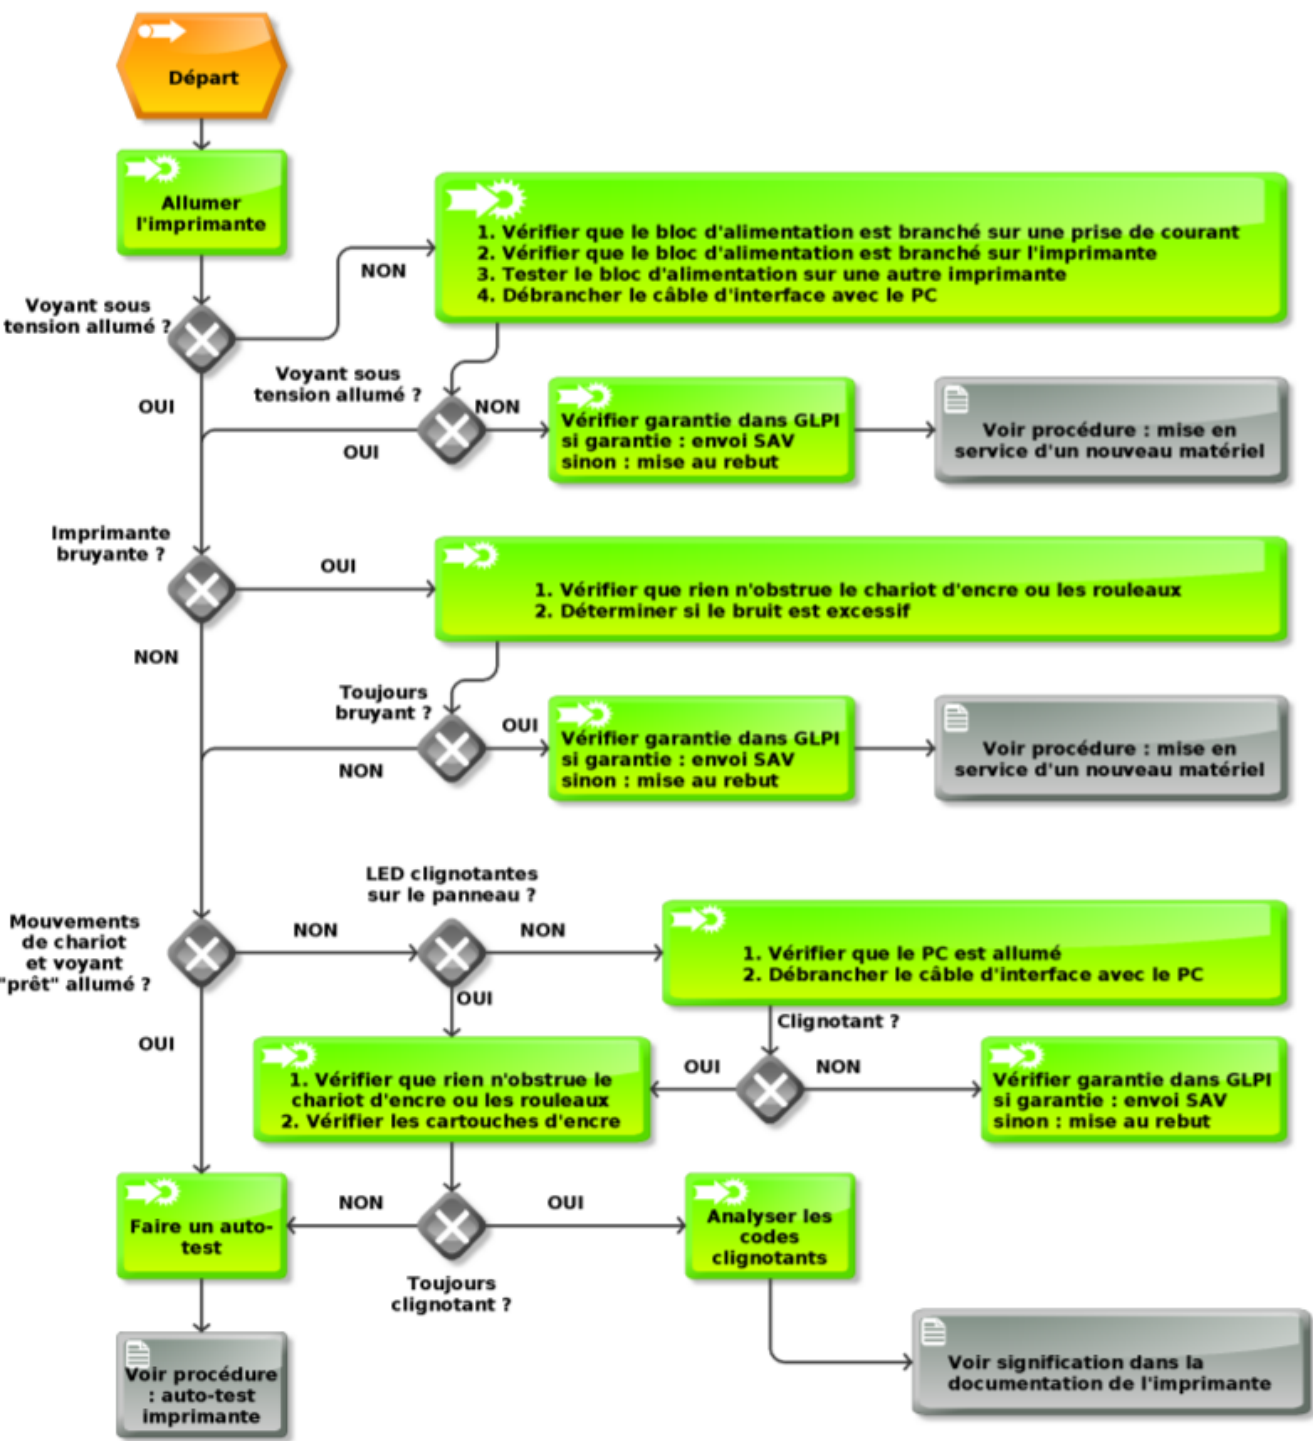 Départ
Allumer
l'imprimante
Voyant sous
tension allumé ?
NON
1. Vérifier que le bloc d'alimentation est branché sur une prise de courant
2. Vérifier que le bloc d'alimentation est branché sur l'imprimante
3. Tester le bloc d'alimentation sur une autre imprimante
4. Débrancher le câble d'interface avec le PC
OUI
Voyant sous
tension allumé ?
NON
OUI
Vérifier garantie dans GLPI
si garantie : envoi SAV
sinon : mise au rebut
Voir procédure : mise en
service d'un nouveau matériel
Imprimante
bruyante ?
OUI
1. Vérifier que rien n'obstrue le chariot d'encre ou les rouleaux
2. Déterminer si le bruit est excessif
NON
Toujours
bruyant ?
OUI
NON
Vérifier garantie dans GLPI
si garantie : envoi SAV
sinon : mise au rebut
Voir procédure : mise en
service d'un nouveau matériel
Mouvements
de chariot
et voyant
"prêt" allumé ?
NON
LED clignotantes
sur le panneau ?
NON
1. Vérifier que le PC est allumé
2. Débrancher le câble d'interface avec le PC
OUI
OUI
Clignotant ?
OUI
NON
1. Vérifier que rien n'obstrue le
chariot d'encre ou les rouleaux
2. Vérifier les cartouches d'encre
Vérifier garantie dans GLPI
si garantie : envoi SAV
sinon : mise au rebut
Faire un auto-
test
NON
OUI
Toujours
clignotant ?
Analyser les
codes
clignotants
Voir procédure
: auto-test
imprimante
Voir signification dans la
documentation de l'imprimante